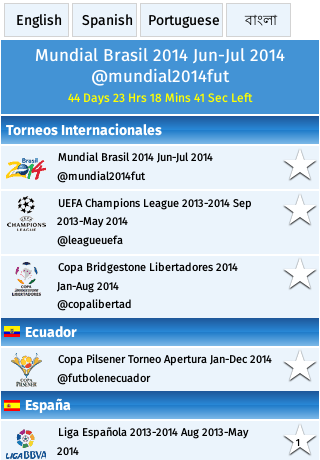 English
Spanish
Portuguese
বাংলা
Mundial Brasil 2014 Jun-Jul 2014
@mundial2014fut
44 Days 23 Hrs 18 Mins 41 Sec Left
Torneos Internacionales
Brasil
2014
Mundial Brasil 2014 Jun-Jul 2014
@mundial2014fut
CHAMPIONS
LEAGUE
UEFA Champions League 2013-2014 Sep
2013-May 2014
@leagueuefa
COPA
LIBERTADORES
Copa Bridgestone Libertadores 2014
Jan-Aug 2014
@copalibertad
Ecuador
COPA
PILSENER
Copa Pilsener Torneo Apertura Jan-Dec 2014
@futbolenecuador
España
LIGA BBVA
Liga Española 2013-2014 Aug 2013-May
2014
1